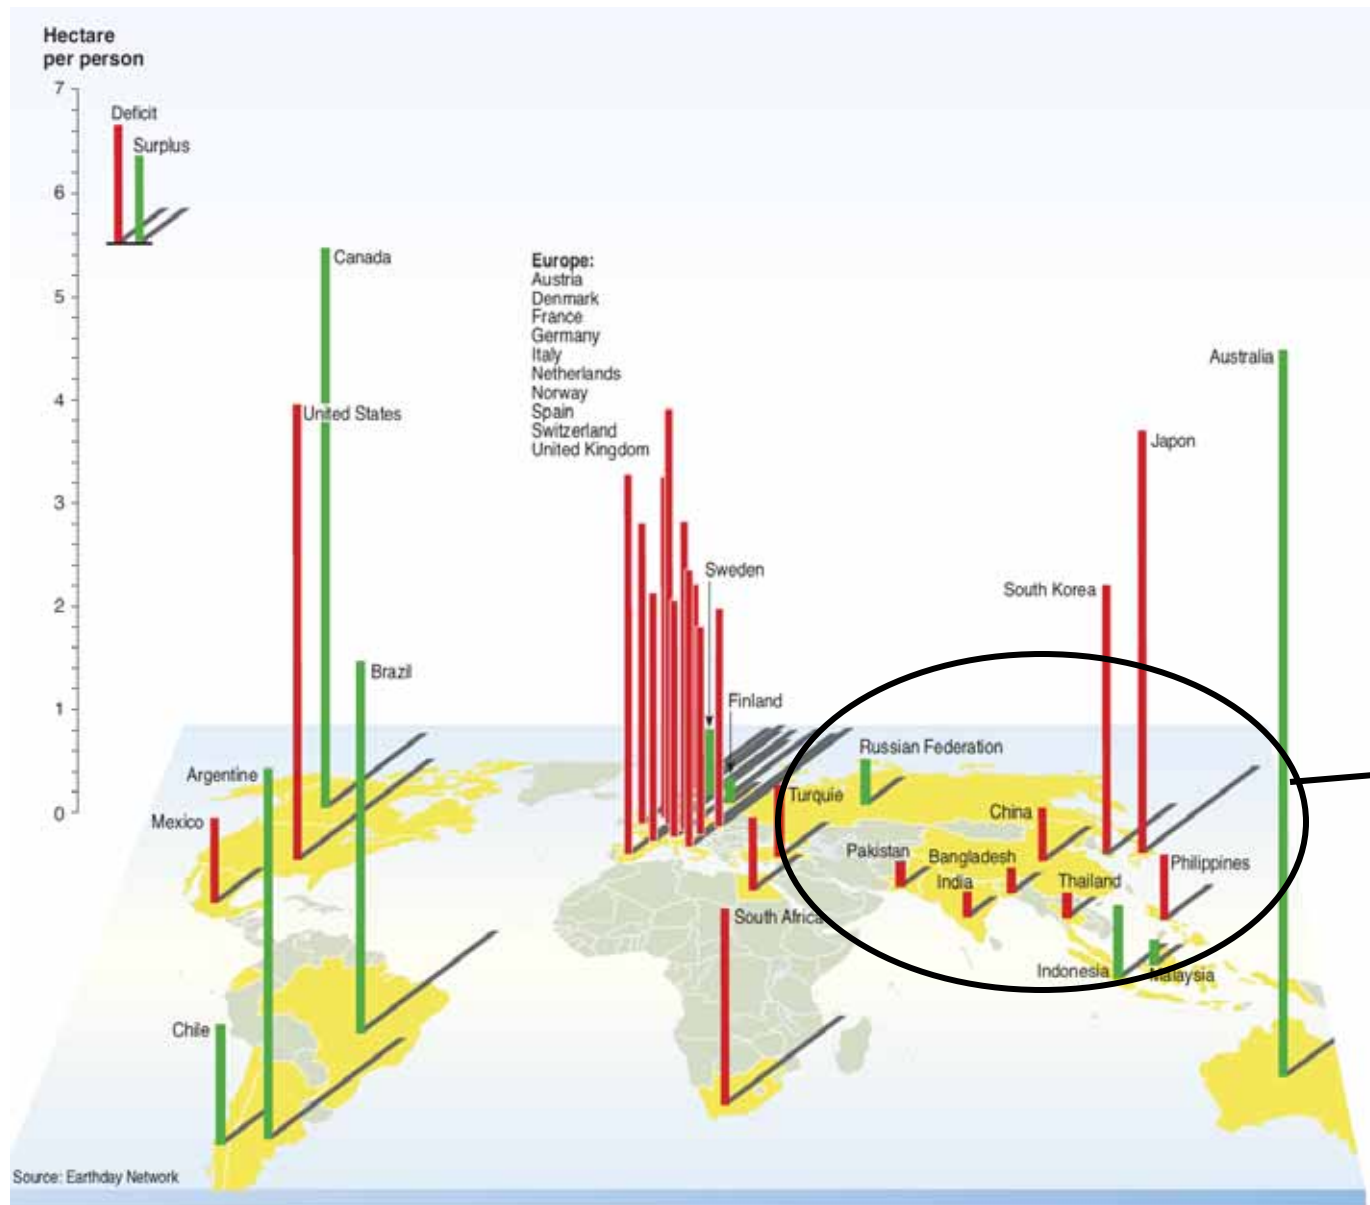 Hectare
per person
7
6
5
4
3
2
1
0
Deficit
Surplus
Canada
United States
Brazil
Argentine
Mexico
Chile
Europe:
Austria
Denmark
France
Germany
Italy
Netherlands
Norway
Spain
Switzerland
United Kingdom
Sweden
Finland
Turquie
South Africa
Russian Federation
China
Pakistan
Bangladesh
India
Thailand
Indonesia
Malaysia
Philippines
South Korea
Japon
Australia
Source: Earthday Network